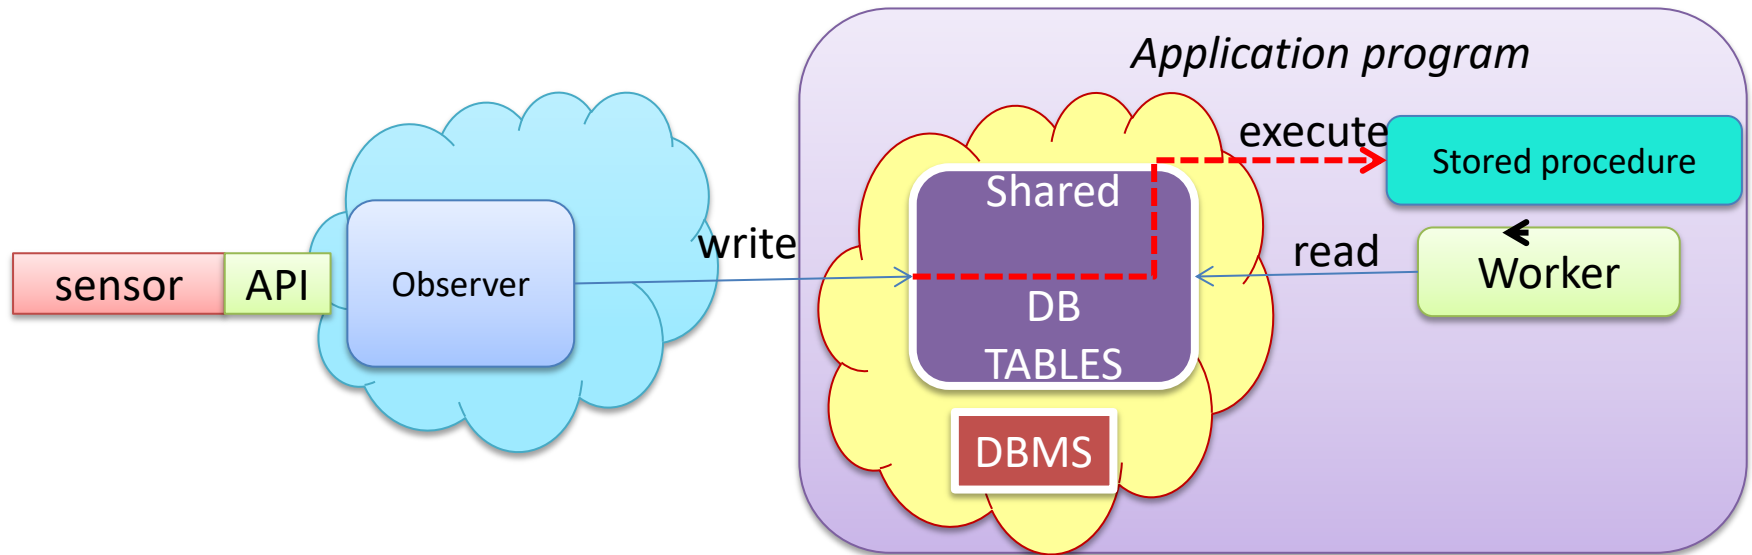 Application program
execute
Stored procedure
Shared
write
read
Worker
sensor
API
Observer
DB
TABLES
DBMS